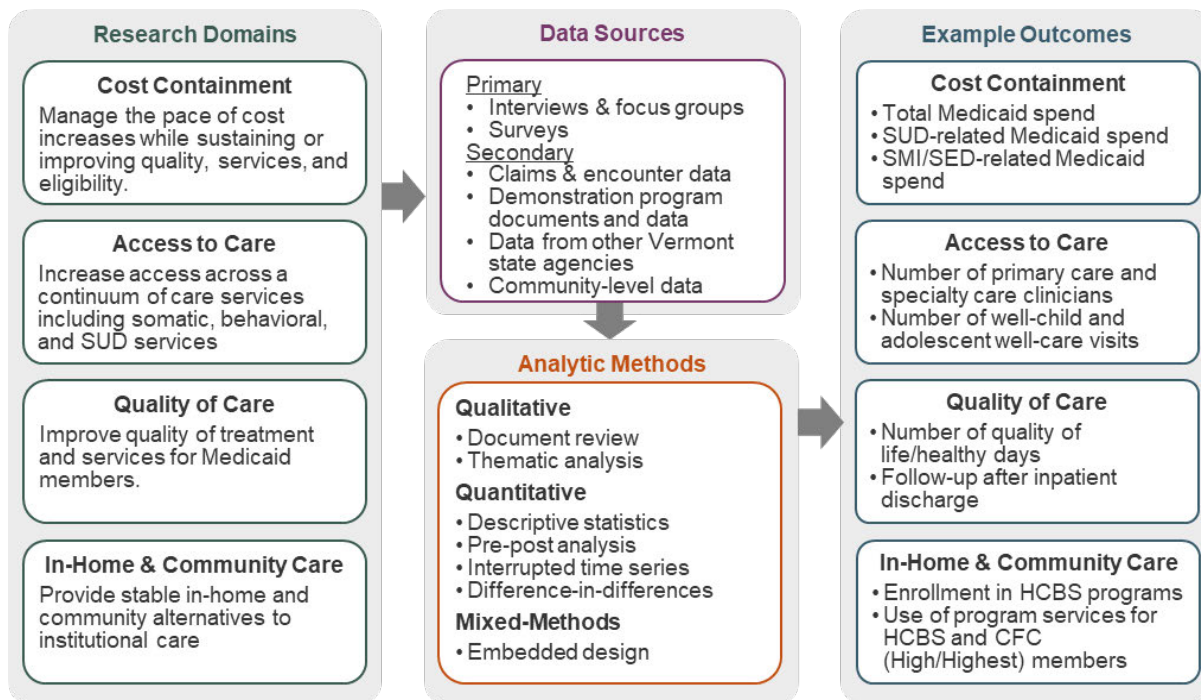 Research Domains
Cost Containment
Manage the pace of cost
increases while sustaining or
improving quality, services, and
eligibility.
Access to Care
Increase access across a
continuum of care services
including somatic, behavioral,
and SUD services
Quality of Care
Improve quality of treatment
and services for Medicaid
members.
In-Home & Community Care
Provide stable in-home and
community alternatives to
institutional care
Data Sources
Primary
• Interviews & focus groups
• Surveys
Secondary
• Claims & encounter data
• Demonstration program
documents and data
• Data from other Vermont
state agencies
• Community-level data
Analytic Methods
Qualitative
• Document review
• Thematic analysis
Quantitative
• Descriptive statistics
• Pre-post analysis
• Interrupted time series
• Difference-in-differences
Mixed-Methods
• Embedded design
Example Outcomes
Cost Containment
• Total Medicaid spend
• SUD-related Medicaid spend
• SMI/SED-related Medicaid
spend
Access to Care
• Number of primary care and
specialty care clinicians
• Number of well-child and
adolescent well-care visits
Quality of Care
• Number of quality of
life/healthy days
• Follow-up after inpatient
discharge
In-Home & Community Care
• Enrollment in HCBS programs
• Use of program services for
HCBS and CFC
(High/Highest) members